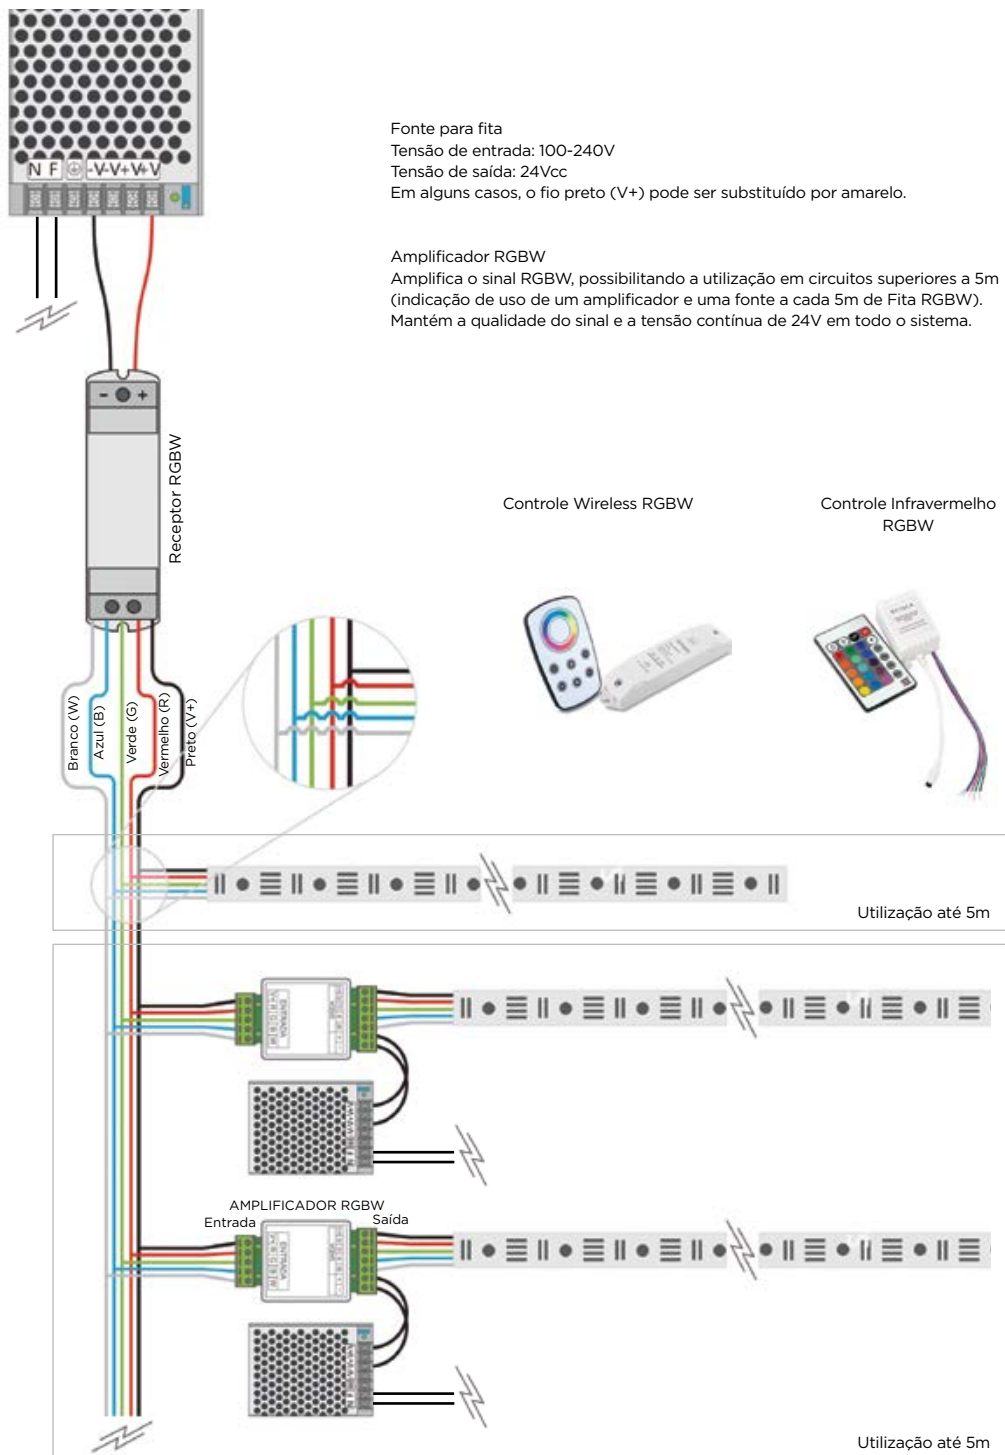 N F -V-V+V+V
Fonte para fita
Tensão de entrada: 100-240V
Tensão de saída: 24Vcc
Em alguns casos, o fio preto (V+) pode ser substituído por amarelo.
Amplificador RGBW
Amplifica o sinal RGBW, possibilitando a utilização em circuitos superiores a 5m
(indicação de uso de um amplificador e uma fonte a cada 5m de Fita RGBW).
Mantém a qualidade do sinal e a tensão contínua de 24V em todo o sistema.
- +
Receptor RGBW
Controle Wireless RGBW
Controle Infravermelho
RGBW
Branco (W)
Azul (B)
Verde (G)
Vermelho (R)
Preto (V+)
Utilização até 5m
ENTRADA
V+ R G B W
AMPLIFICADOR RGBW
Entrada
Saída
ENTRADA
V+ R G B W
Utilização até 5m